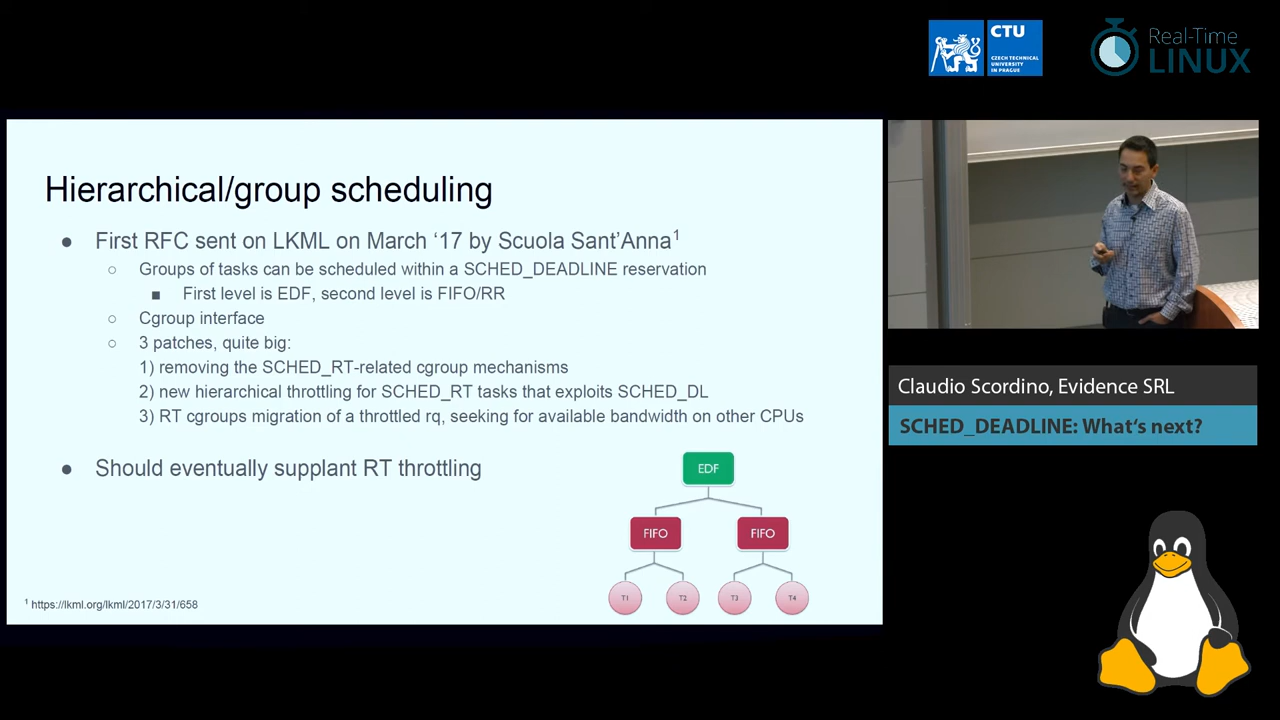 CTU
CZECH TECHNICAL
UNIVERSITY
IN PRAGUE
Real-Time
LINUX
Hierarchical/group scheduling
● First RFC sent on LKML on March ‘17 by Scuola Sant’Anna1
○ Groups of tasks can be scheduled within a SCHED_DEADLINE reservation
■ First level is EDF, second level is FIFO/RR
○ Cgroup interface
○ 3 patches, quite big:
1) removing the SCHED_RT-related cgroup mechanisms
2) new hierarchical throttling for SCHED_RT tasks that exploits SCHED_DL
3) RT cgroups migration of a throttled rq, seeking for available bandwidth on other CPUs
● Should eventually supplant RT throttling
EDF
FIFO FIFO
T1 T2 T3 T4
1 https://lkml.org/lkml/2017/3/31/658
Claudio Scordino, Evidence SRL
SCHED_DEADLINE: What‘s next?